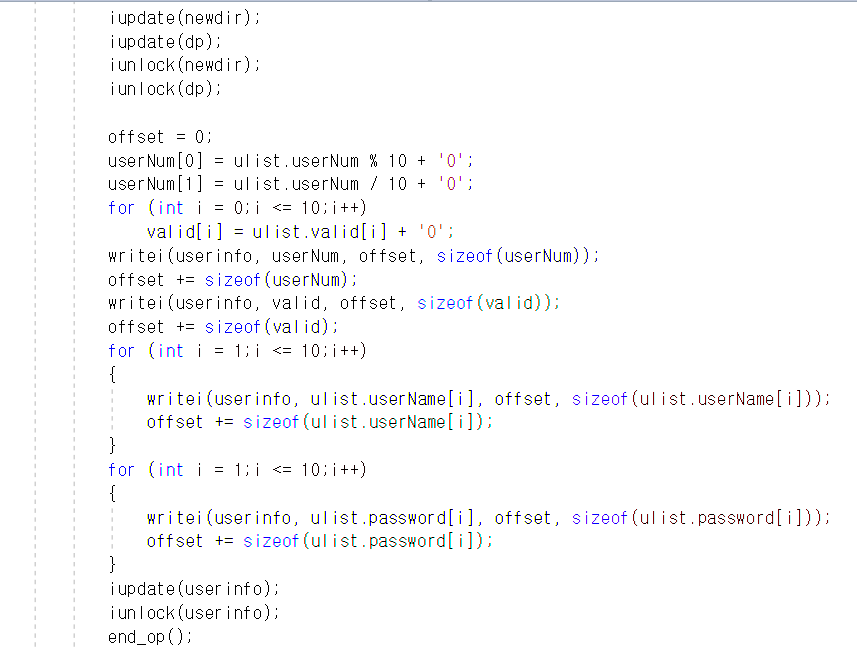 iupdate(newdir);
iupdate(dp);
iunlock(newdir);
iunlock(dp);
offset = 0;
userNum[0] = ulist.userNum % 10 + '0';
userNum[1] = ulist.userNum / 10 + '0';
for (int i = 0;i <= 10;i++)
valid[i] = ulist.valid[i] + '0';
writei(userinfo, userNum, offset, sizeof(userNum));
offset += sizeof(userNum);
writei(userinfo, valid, offset, sizeof(valid));
offset += sizeof(valid);
for (int i = 1;i <= 10;i++)
{
writei(userinfo, ulist.userName[i], offset, sizeof(ulist.userName[i]));
offset += sizeof(ulist.userName[i]);
}
for (int i = 1;i <= 10;i++)
{
writei(userinfo, ulist.password[i], offset, sizeof(ulist.password[i]));
offset += sizeof(ulist.password[i]);
}
iupdate(userinfo);
iunlock(userinfo);
end_op();